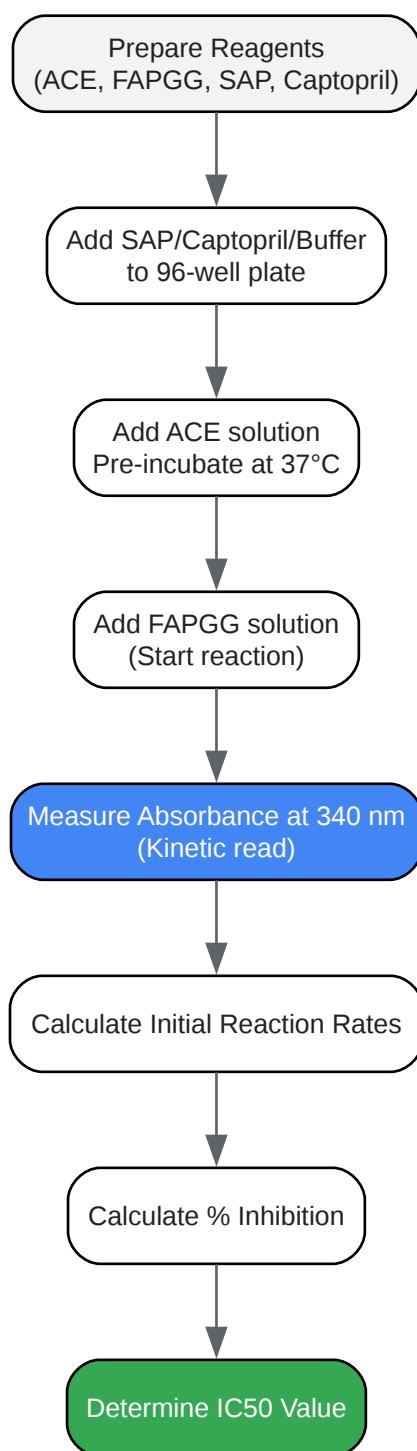 Prepare Reagents
(ACE, FAPGG, SAP, Captopril)
Add SAP/Captopril/Buffer
to 96-well plate
Add ACE solution
Pre-incubate at 37°C
Add FAPGG solution
(Start reaction)
Measure Absorbance at 340 nm
(Kinetic read)
Calculate Initial Reaction Rates
Calculate % Inhibition
Determine IC50 Value